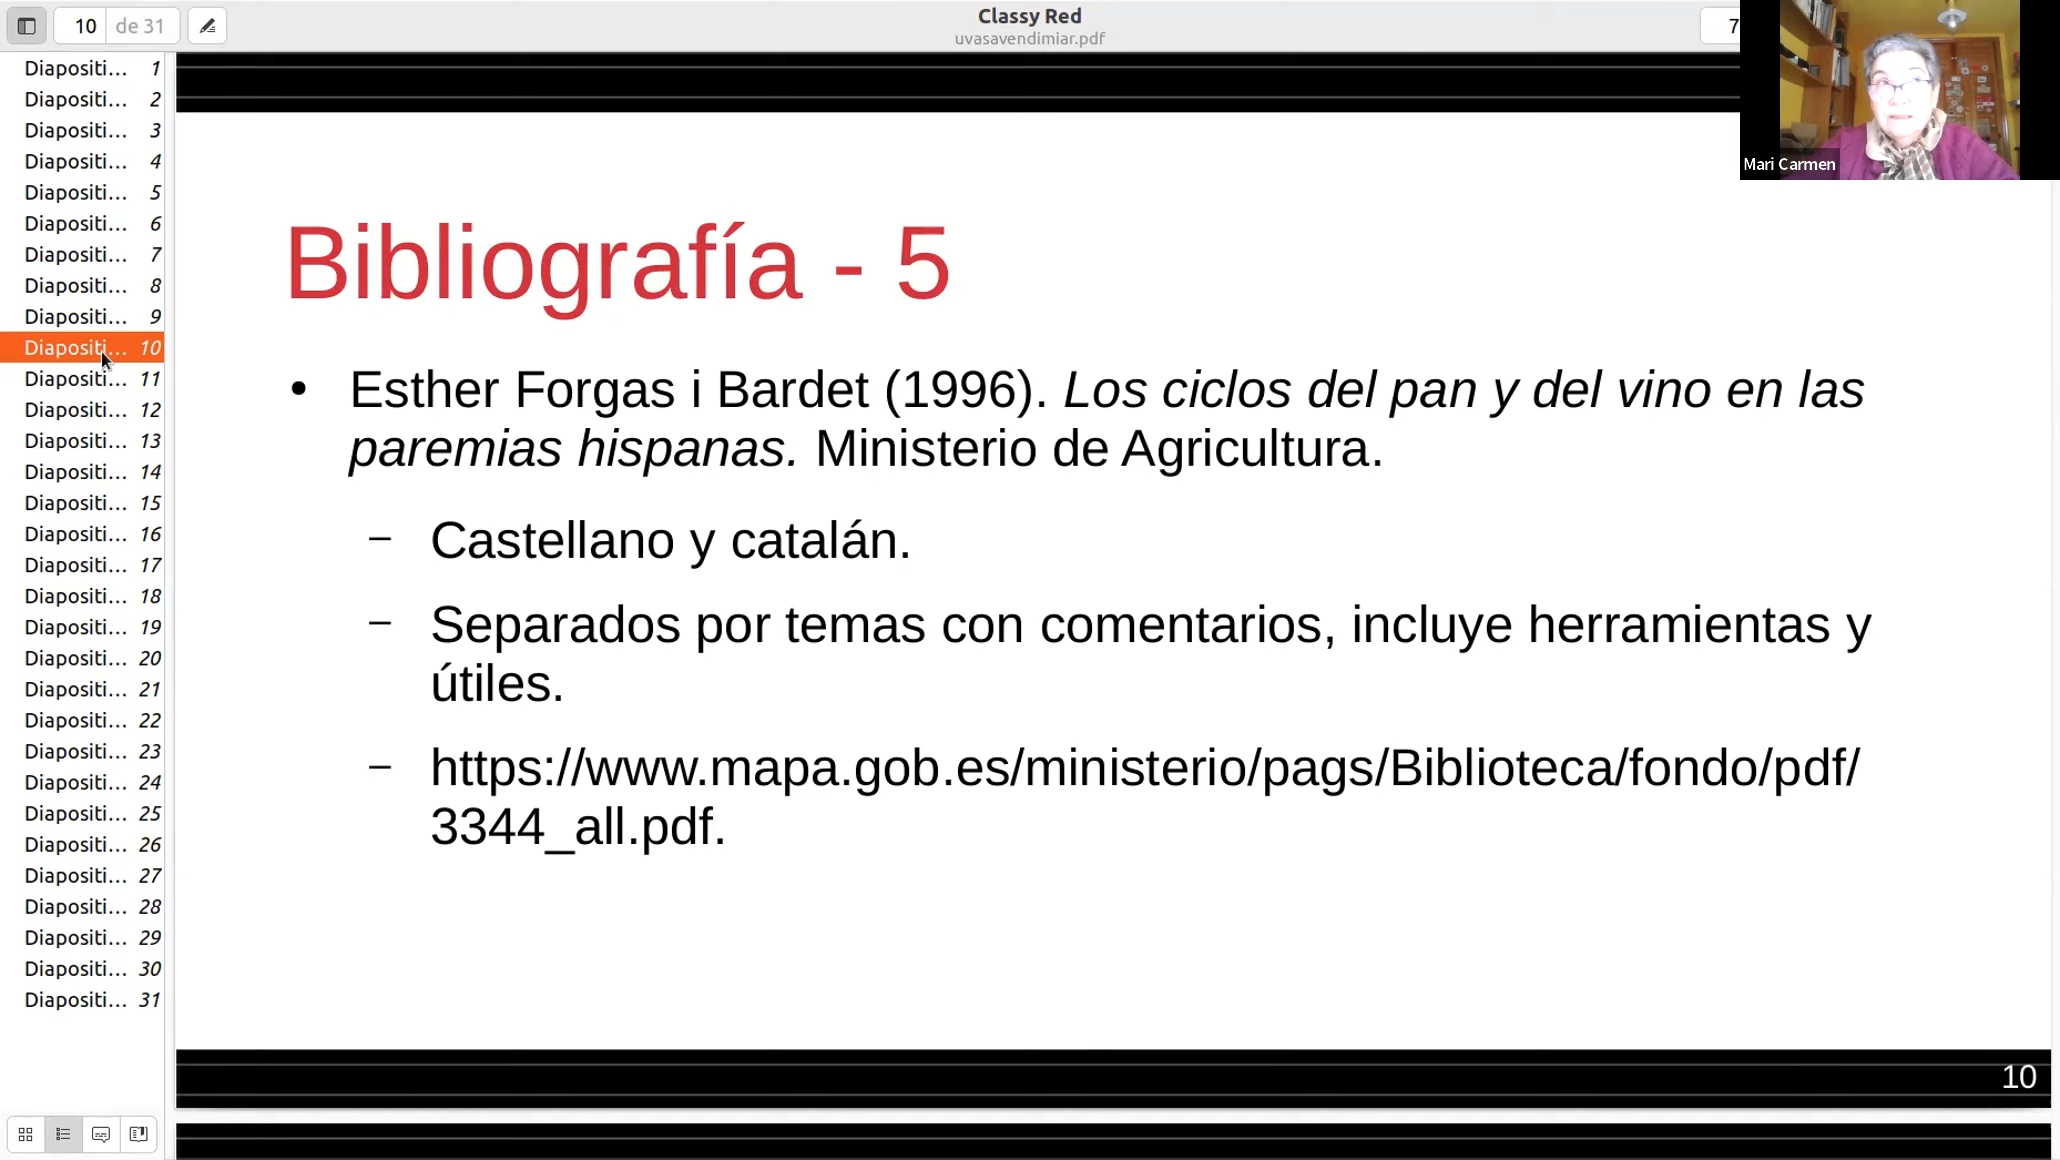 10 de 31
Classy Red
uvasavendimiar.pdf
7
Mari Carmen
Diapositi... 1
Diapositi... 2
Diapositi... 3
Diapositi... 4
Diapositi... 5
Diapositi... 6
Diapositi... 7
Diapositi... 8
Diapositi... 9
Diapositi... 10
Diapositi... 11
Diapositi... 12
Diapositi... 13
Diapositi... 14
Diapositi... 15
Diapositi... 16
Diapositi... 17
Diapositi... 18
Diapositi... 19
Diapositi... 20
Diapositi... 21
Diapositi... 22
Diapositi... 23
Diapositi... 24
Diapositi... 25
Diapositi... 26
Diapositi... 27
Diapositi... 28
Diapositi... 29
Diapositi... 30
Diapositi... 31
Bibliografía - 5
• Esther Forgas i Bardet (1996). Los ciclos del pan y del vino en las
paremias hispanas. Ministerio de Agricultura.
– Castellano y catalán.
– Separados por temas con comentarios, incluye herramientas y
útiles.
– https://www.mapa.gob.es/ministerio/pags/Biblioteca/fondo/pdf/
3344_all.pdf.
10